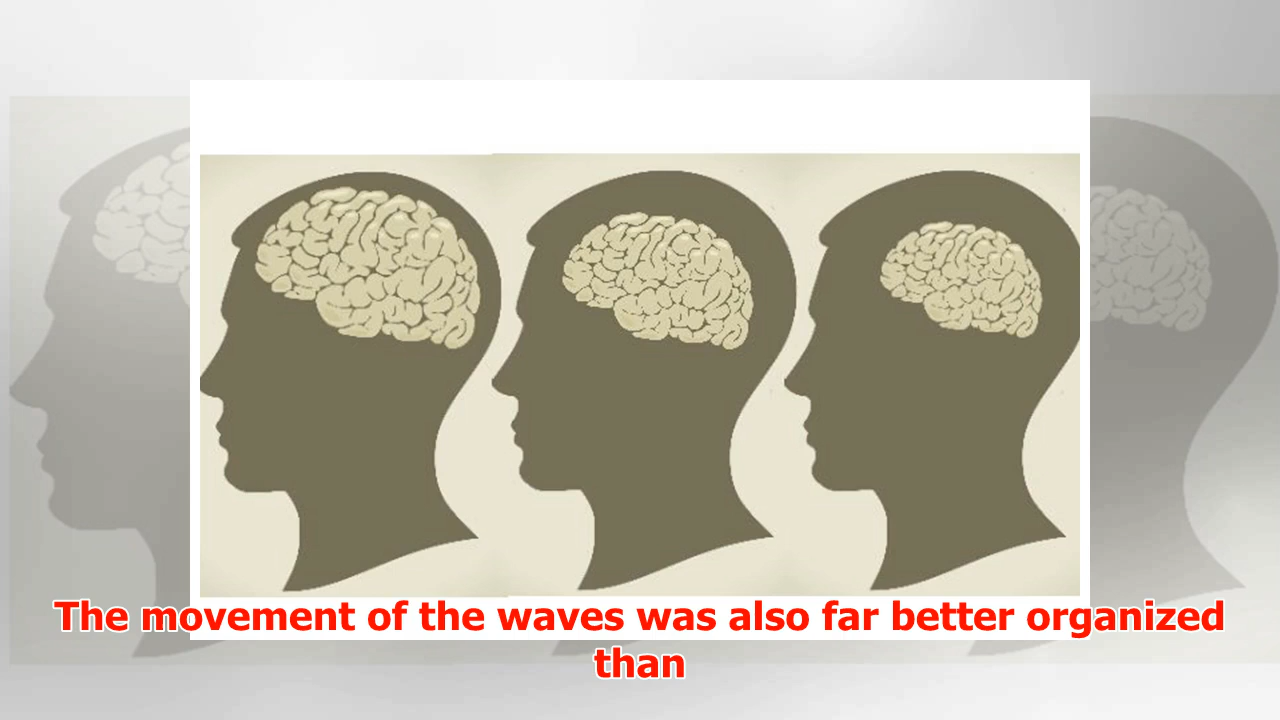 The movement of the waves was also far better organized
than